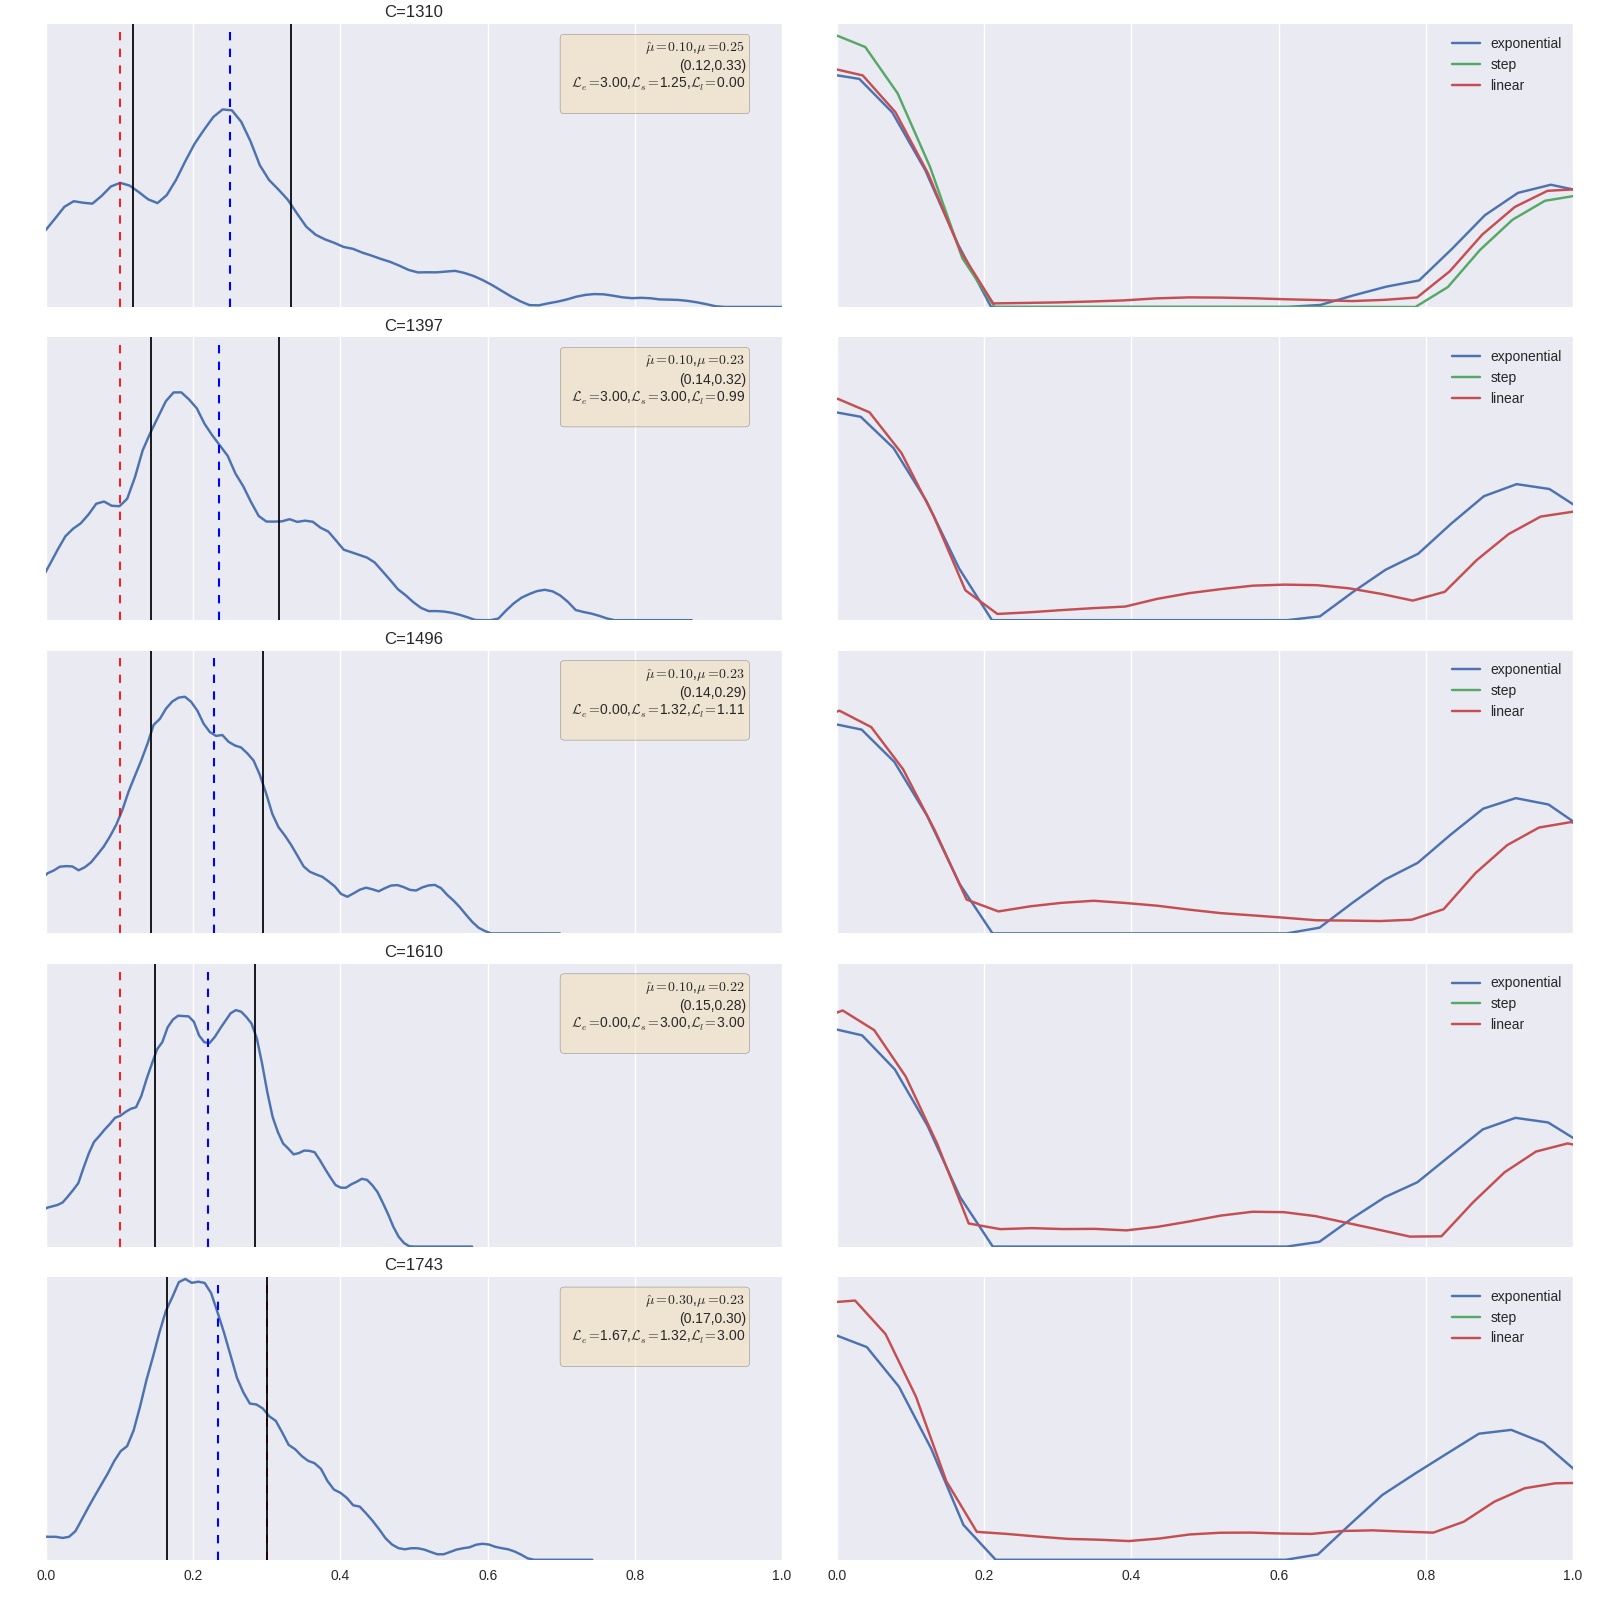 C=1310
μ̂=0.10,μ=0.25
(0.12,0.33)
ℒₑ=3.00,ℒₛ=1.25,ℒₗ=0.00
exponential
step
linear
C=1397
μ̂=0.10,μ=0.23
(0.14,0.32)
ℒₑ=3.00,ℒₛ=3.00,ℒₗ=0.99
exponential
step
linear
C=1496
μ̂=0.10,μ=0.23
(0.14,0.29)
ℒₑ=0.00,ℒₛ=1.32,ℒₗ=1.11
exponential
step
linear
C=1610
μ̂=0.10,μ=0.22
(0.15,0.28)
ℒₑ=0.00,ℒₛ=3.00,ℒₗ=3.00
exponential
step
linear
C=1743
μ̂=0.30,μ=0.23
(0.17,0.30)
ℒₑ=1.67,ℒₛ=1.32,ℒₗ=3.00
exponential
step
linear
0.0 0.2 0.4 0.6 0.8 1.0
0.0 0.2 0.4 0.6 0.8 1.0